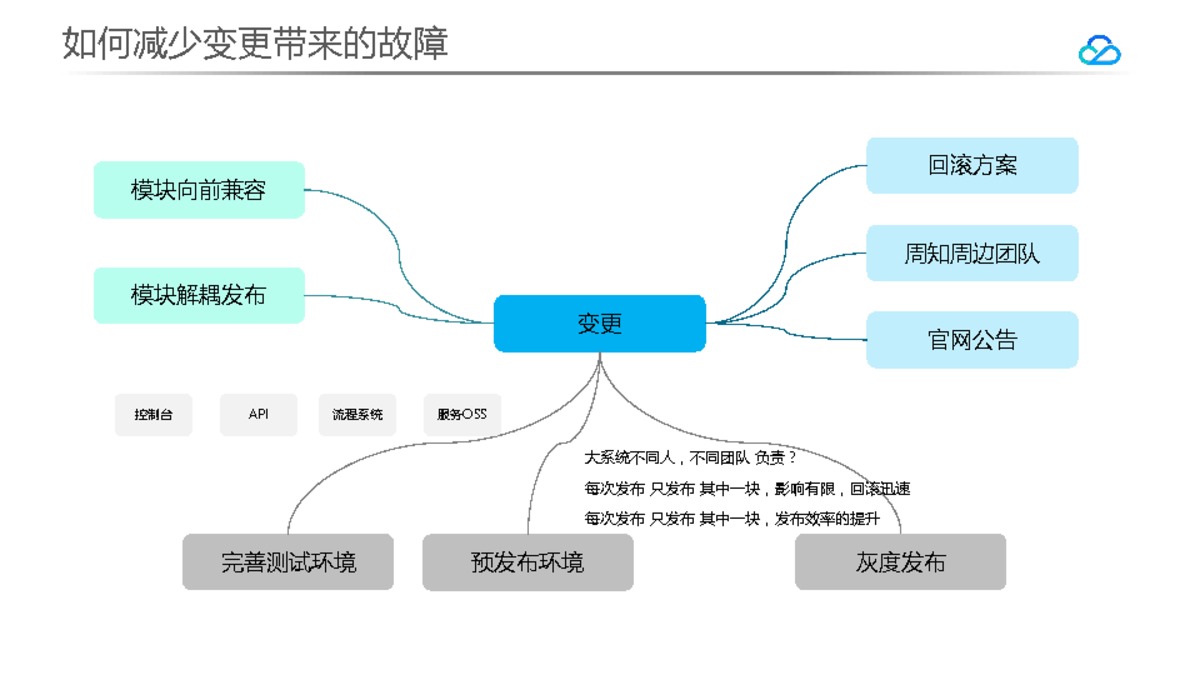 如何减少变更带来的故障
模块向前兼容
模块解耦发布
变更
回滚方案
周知周边团队
官网公告
控制台
API
流程系统
服务OSS
大系统不同人，不同团队 负责？
每次发布 只发布 其中一块，影响有限，回滚迅速
每次发布 只发布 其中一块，发布效率的提升
完善测试环境
预发布环境
灰度发布